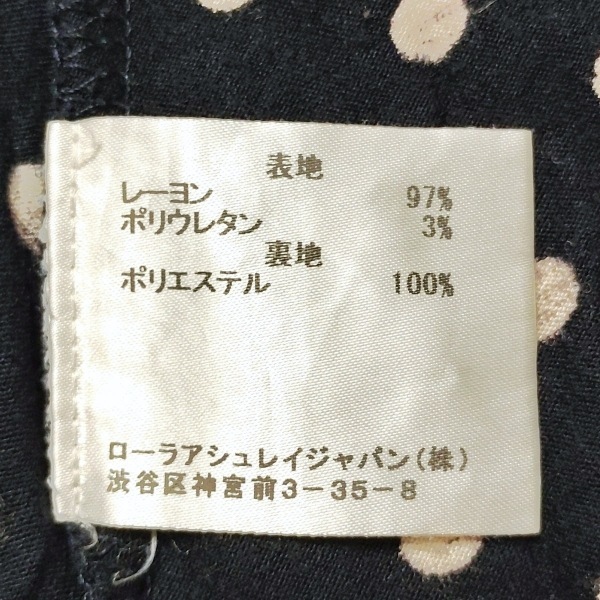 表地
レーヨン 97%
ポリウレタン 3%
裏地
ポリエステル 100%
ローラアシュレイジャパン(株)
渋谷区神宮前3-35-8